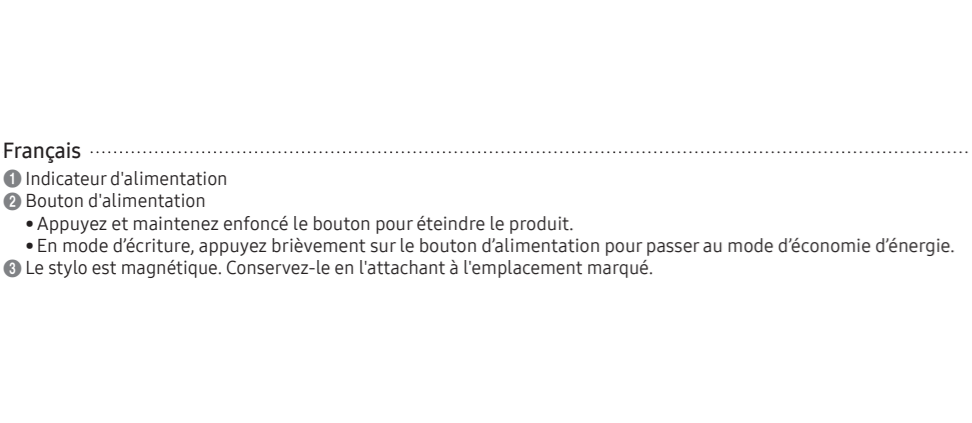 Français
❶ Indicateur d'alimentation
❷ Bouton d'alimentation
• Appuyez et maintenez enfoncé le bouton pour éteindre le produit.
• En mode d’écriture, appuyez brièvement sur le bouton d’alimentation pour passer au mode d’économie d’énergie.
❸ Le stylo est magnétique. Conservez-le en l'attachant à l'emplacement marqué.